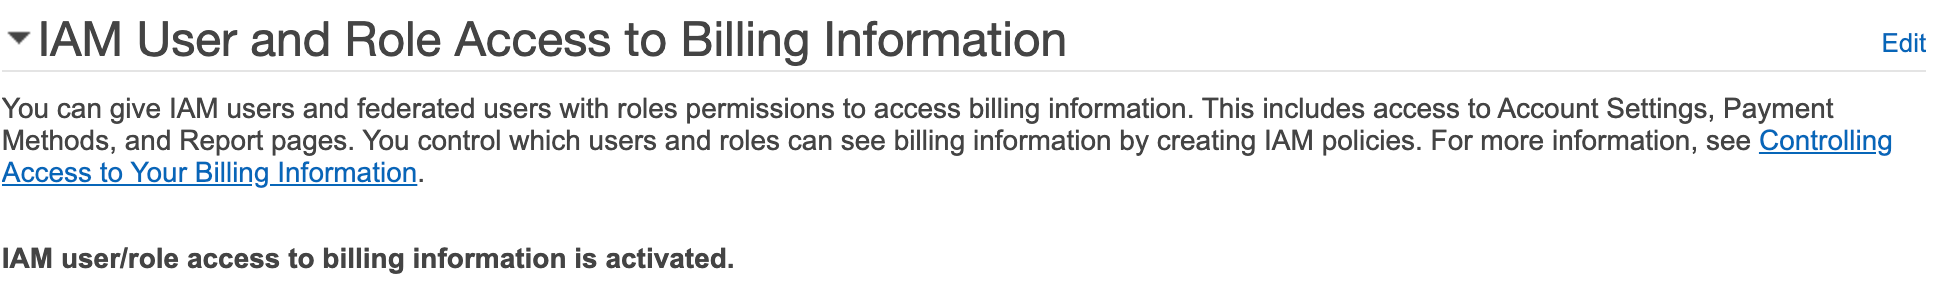 IAM User and Role Access to Billing Information
Edit
You can give IAM users and federated users with roles permissions to access billing information. This includes access to Account Settings, Payment
Methods, and Report pages. You control which users and roles can see billing information by creating IAM policies. For more information, see Controlling
Access to Your Billing Information.
IAM user/role access to billing information is activated.